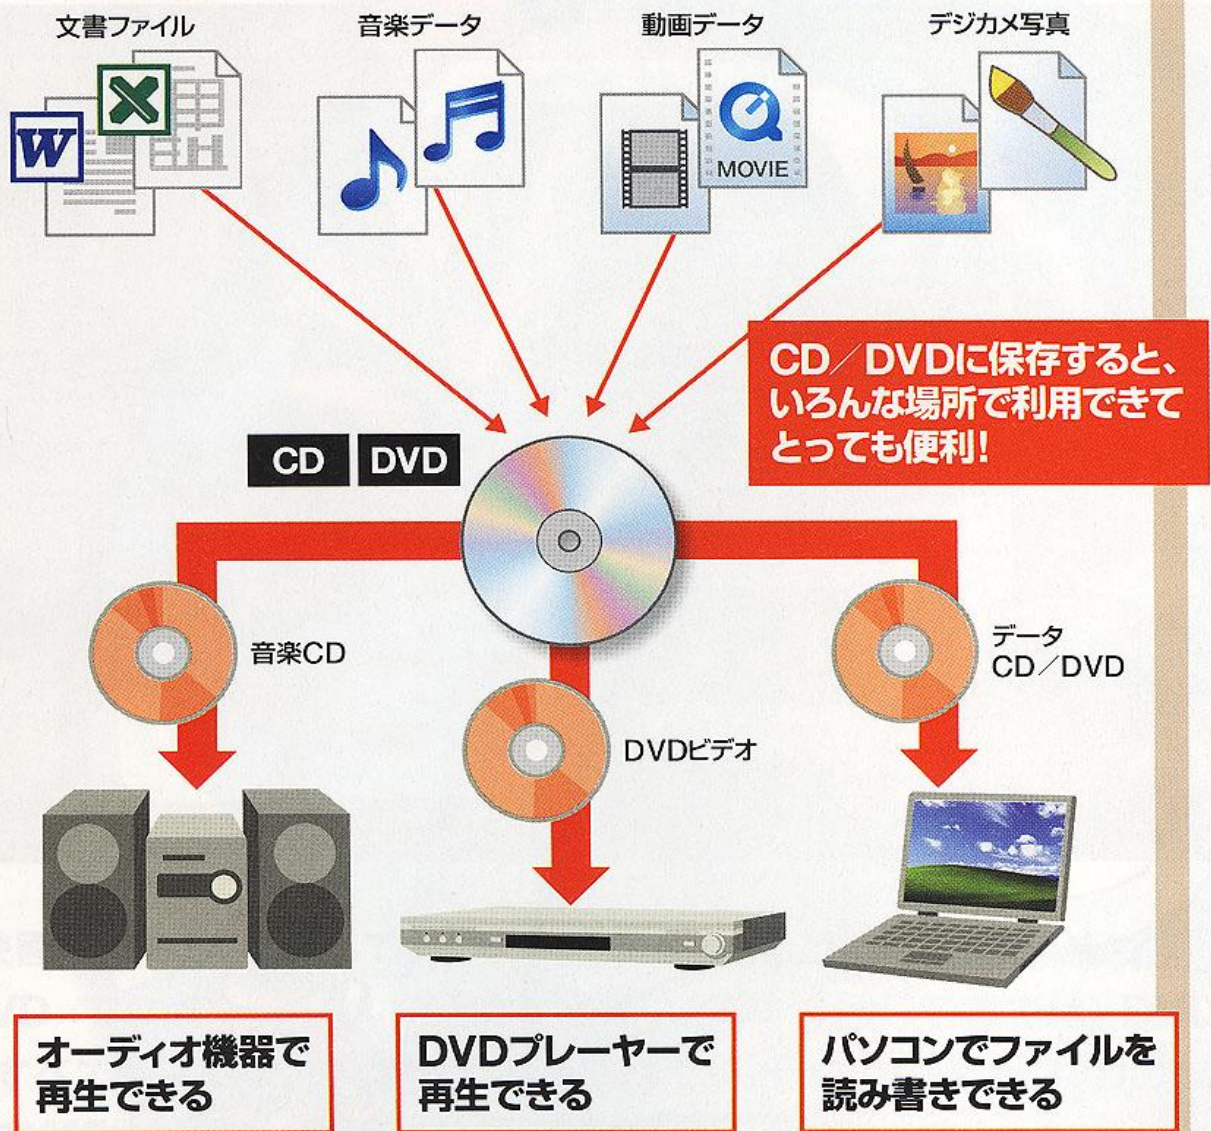 文書ファイル
音楽データ
動画データ
デジカメ写真
W
X
MOVIE
CD／DVDに保存すると、
いろんな場所で利用できて
とっても便利!
CD
DVD
音楽CD
データ
CD／DVD
DVDビデオ
オーディオ機器で
再生できる
DVDプレーヤーで
再生できる
パソコンでファイルを
読み書きできる